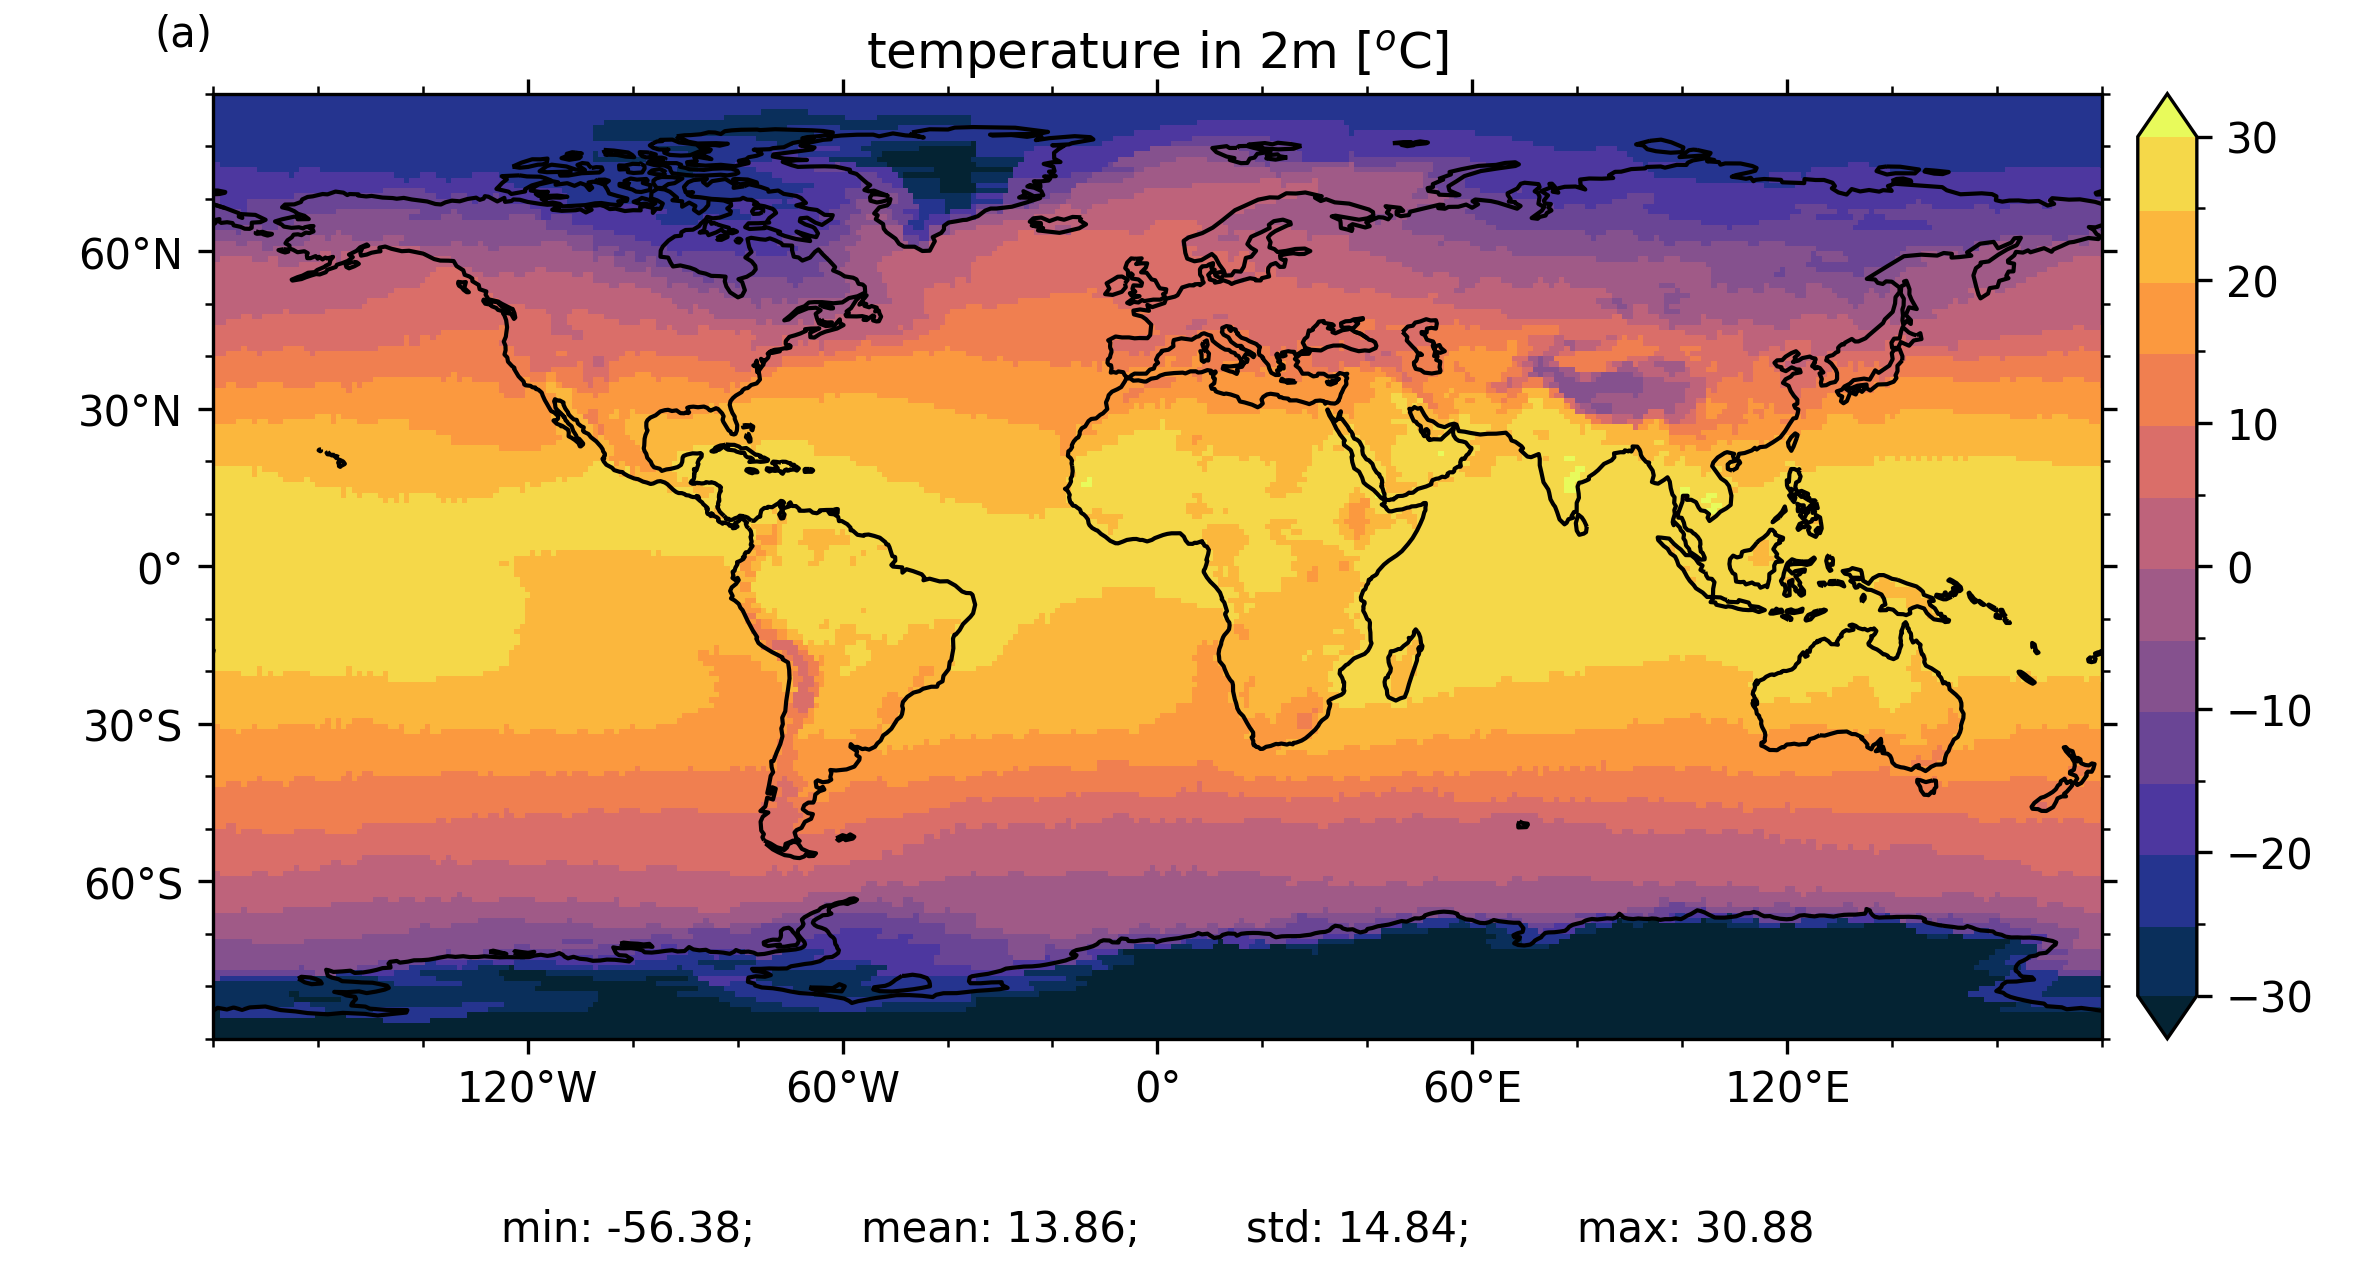 (a)
temperature in 2m [°C]
60°N
30°N
0°
30°S
60°S
120°W 60°W 0° 60°E 120°E
30
20
10
0
−10
−20
−30
min: -56.38; mean: 13.86; std: 14.84; max: 30.88